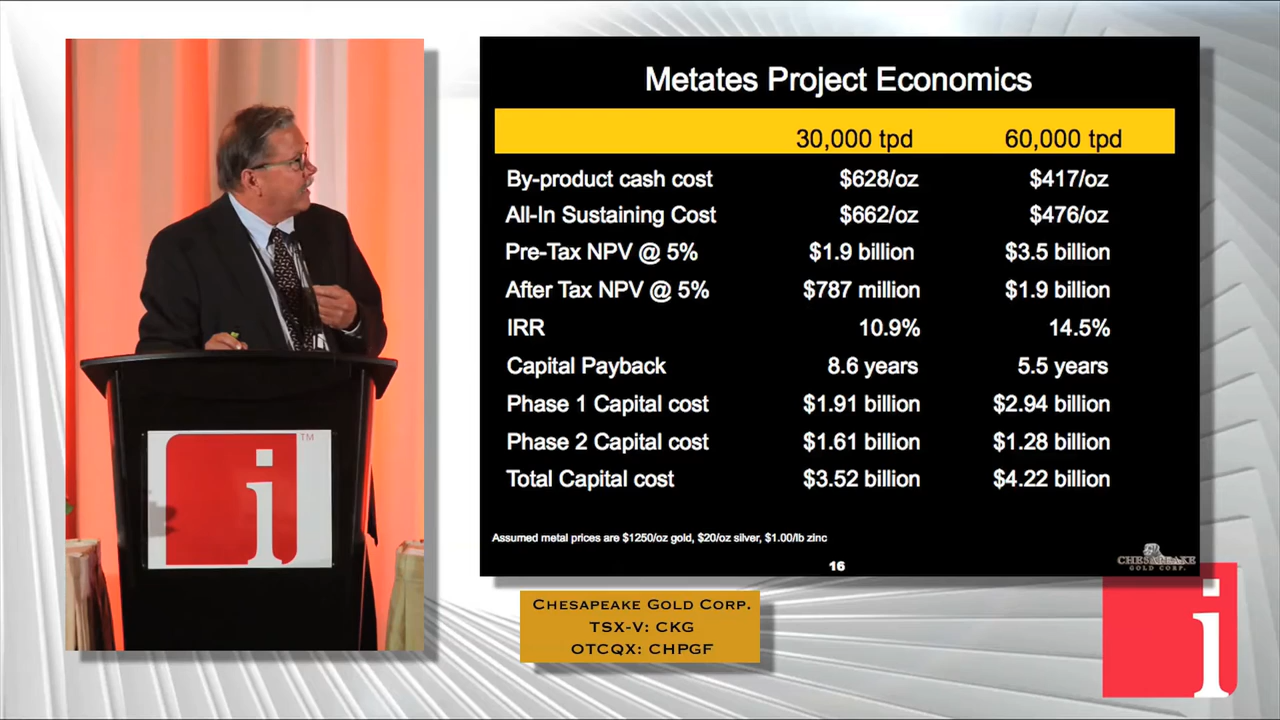 Metates Project Economics
30,000 tpd 60,000 tpd
By-product cash cost $628/oz $417/oz
All-In Sustaining Cost $662/oz $476/oz
Pre-Tax NPV @ 5% $1.9 billion $3.5 billion
After Tax NPV @ 5% $787 million $1.9 billion
IRR 10.9% 14.5%
Capital Payback 8.6 years 5.5 years
Phase 1 Capital cost $1.91 billion $2.94 billion
Phase 2 Capital cost $1.61 billion $1.28 billion
Total Capital cost $3.52 billion $4.22 billion
Assumed metal prices are $1250/oz gold, $20/oz silver, $1.00/lb zinc
16
CHESAPEAKE
GOLD CORP.
i
TM
CHESAPEAKE GOLD CORP.
TSX-V: CKG
OTCQX: CHPGF
i